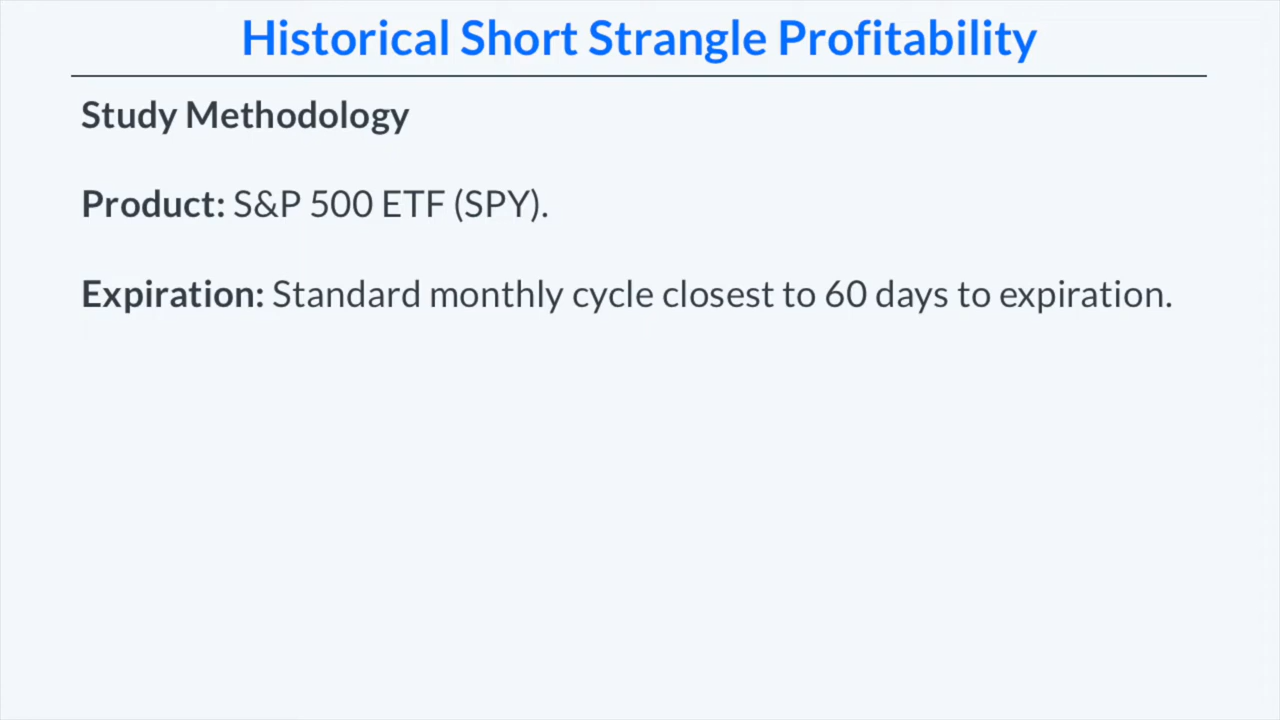 Historical Short Strangle Profitability
Study Methodology
Product: S&P 500 ETF (SPY).
Expiration: Standard monthly cycle closest to 60 days to expiration.